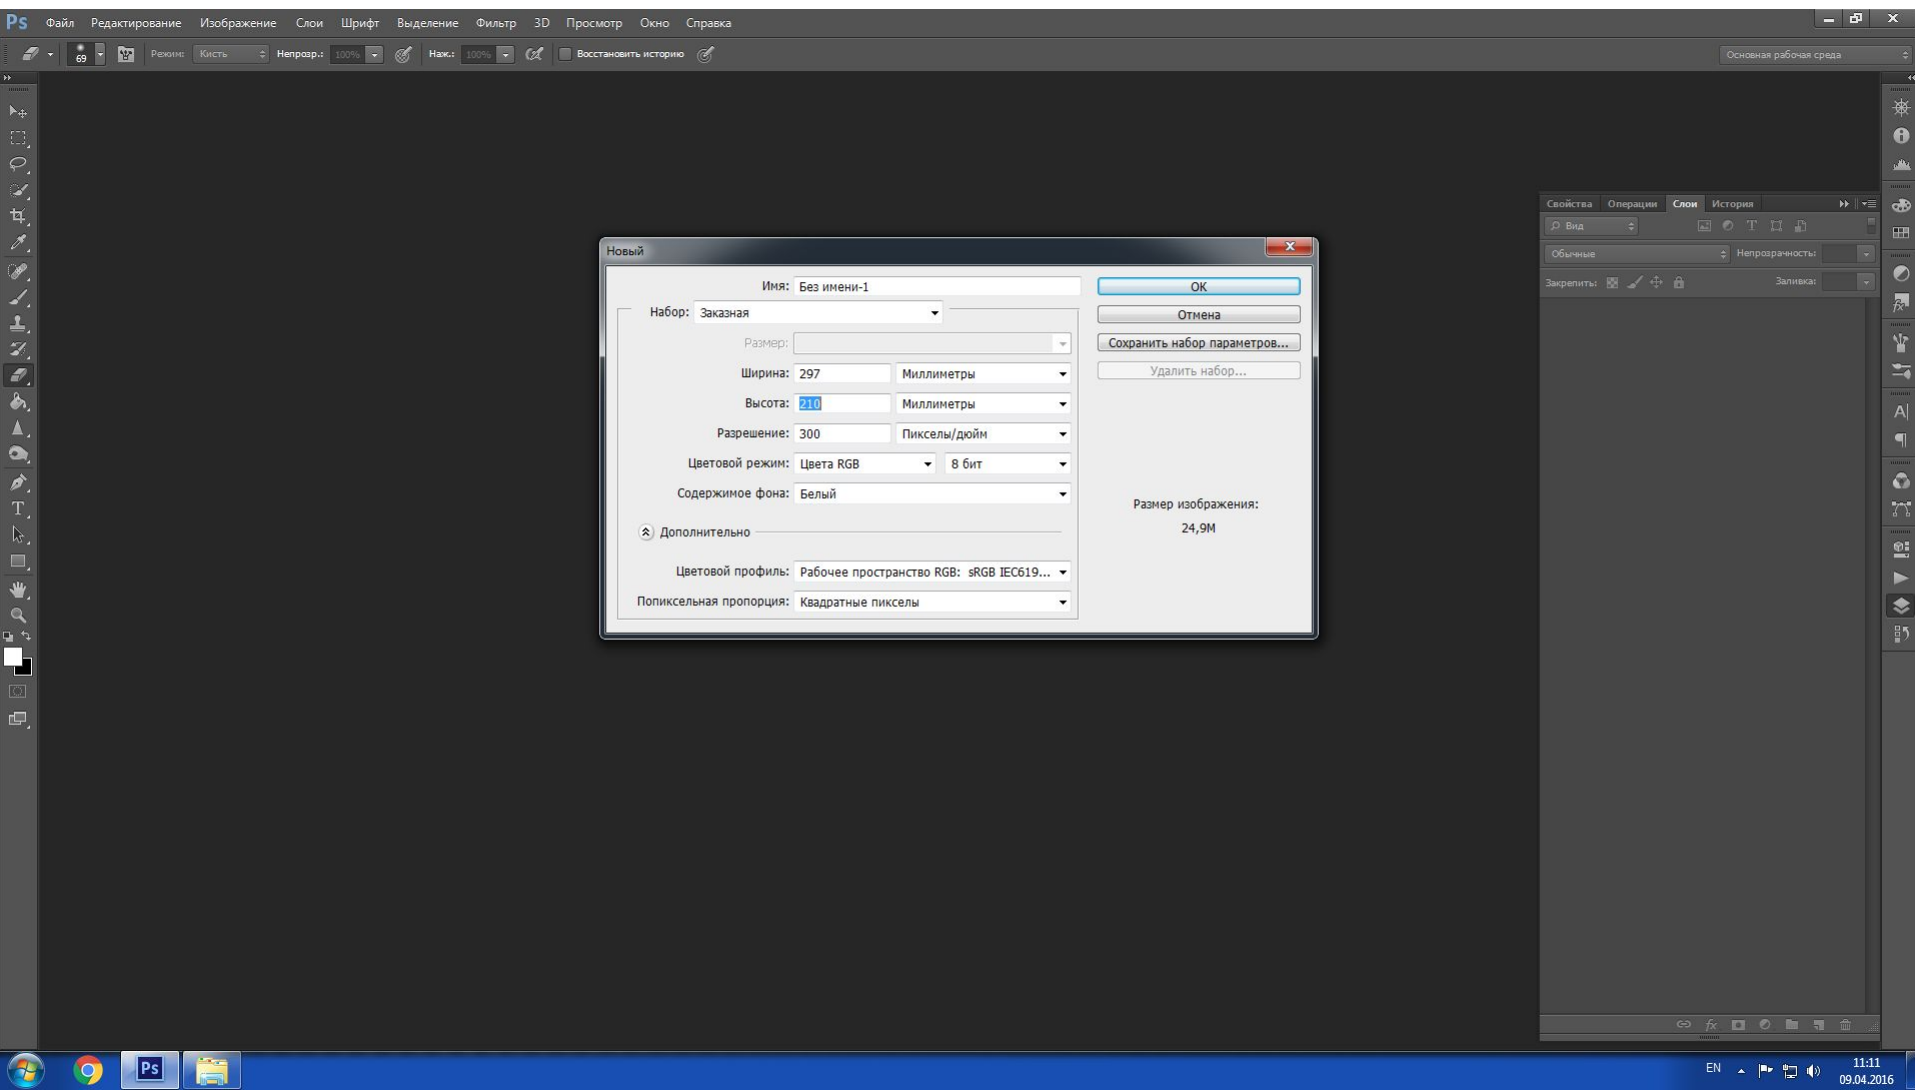 Ps Файл Редактирование Изображение Слои Шрифт Выделение Фильтр 3D Просмотр Окно Справка
69 Режим: Кисть Непрозр.: 100% Наж.: 100% Восстановить историю Основная рабочая среда
Свойства Операции Слои История
Вид
Обычные Непрозрачность:
Закрепить: Заливка:
Новый
Имя: Без имени-1 ОК
Набор: Заказная Отмена
Размер: Сохранить набор параметров...
Ширина: 297 Миллиметры Удалить набор...
Высота: 210 Миллиметры
Разрешение: 300 Пикселы/дюйм
Цветовой режим: Цвета RGB 8 бит
Содержимое фона: Белый Размер изображения:
24,9M
Дополнительно
Цветовой профиль: Рабочее пространство RGB: sRGB IEC619...
Попиксельная пропорция: Квадратные пикселы
fx
Ps EN 11:11
09.04.2016